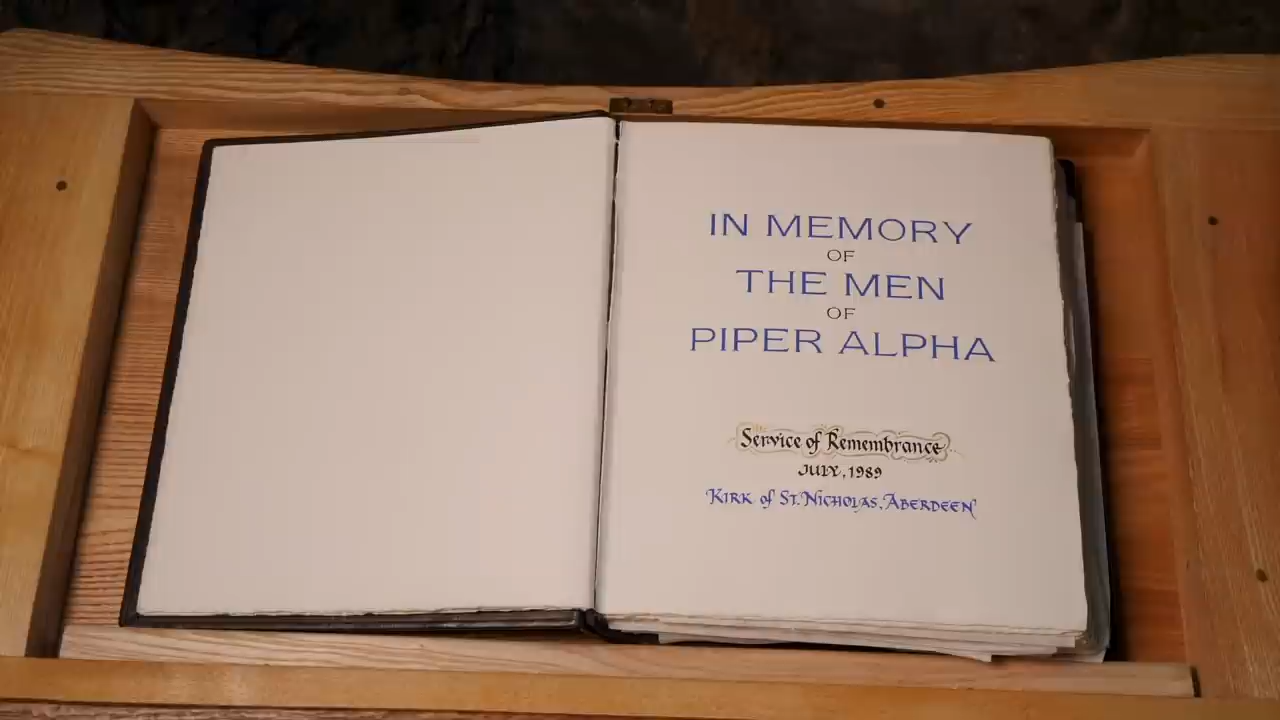 IN MEMORY
OF
THE MEN
OF
PIPER ALPHA
Service of Remembrance
JULY, 1989
KIRK of ST. NICHOLAS, ABERDEEN